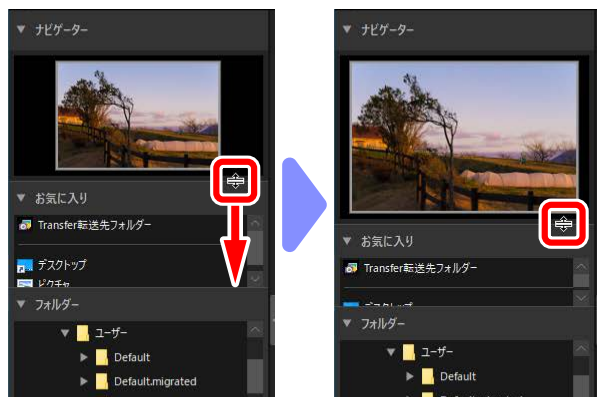 ナビゲーター
お気に入り
Transfer転送先フォルダー
デスクトップ
ピクチャ
フォルダー
ユーザー
Default
Default.migrated
ナビゲーター
お気に入り
Transfer転送先フォルダー
フォルダー
ユーザー
Default